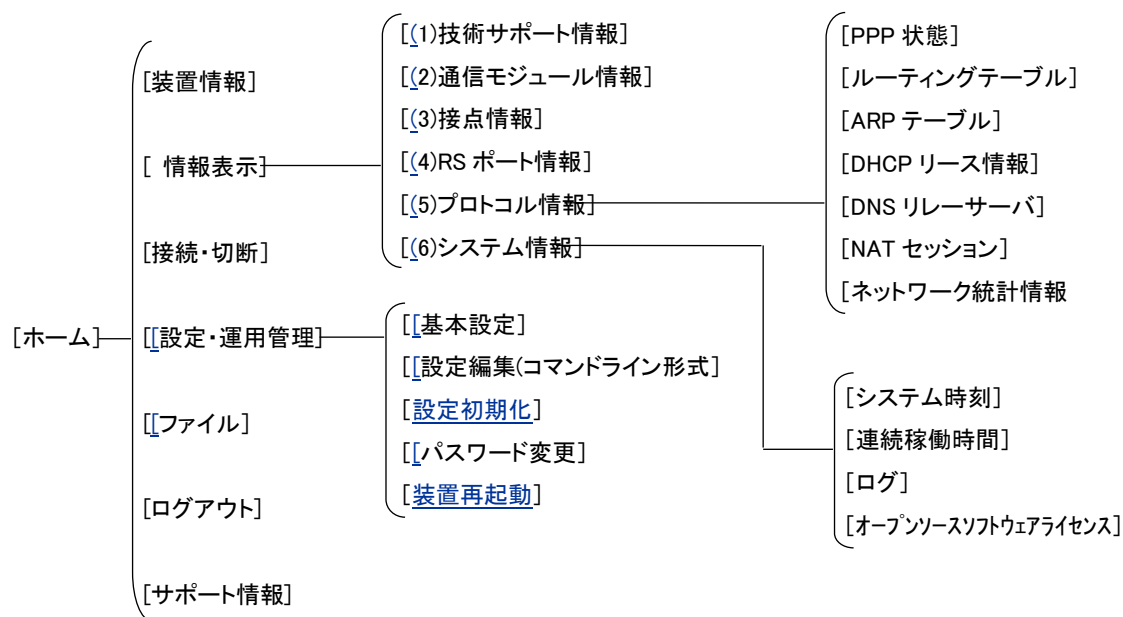 [ホーム]
[装置情報]
[ 情報表示]
[接続・切断]
[[設定・運用管理]
[[ファイル]
[ログアウト]
[サポート情報]
[(1)技術サポート情報]
[(2)通信モジュール情報]
[(3)接点情報]
[(4)RS ポート情報]
[(5)プロトコル情報]
[(6)システム情報]
[[基本設定]
[[設定編集(コマンドライン形式]
[設定初期化]
[[パスワード変更]
[装置再起動]
[PPP 状態]
[ルーティングテーブル]
[ARP テーブル]
[DHCP リース情報]
[DNS リレーサーバ]
[NAT セッション]
[ネットワーク統計情報
[システム時刻]
[連続稼働時間]
[ログ]
[オープンソースソフトウェアライセンス]